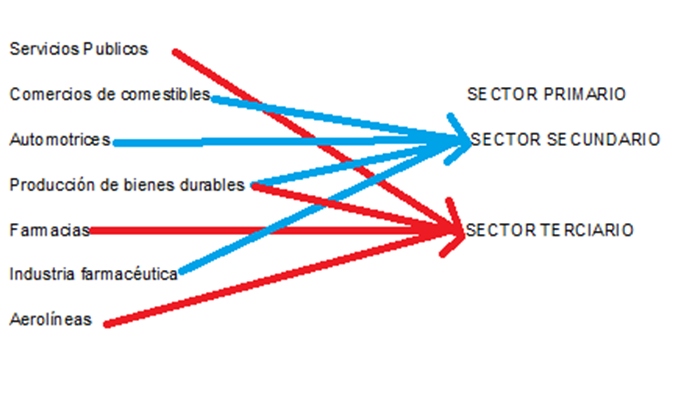 Servicios Publicos
Comercios de comestibles
SECTOR PRIMARIO
Automotrices
SECTOR SECUNDARIO
Producción de bienes durables
Farmacias
SECTOR TERCIARIO
Industria farmacéutica
Aerolíneas